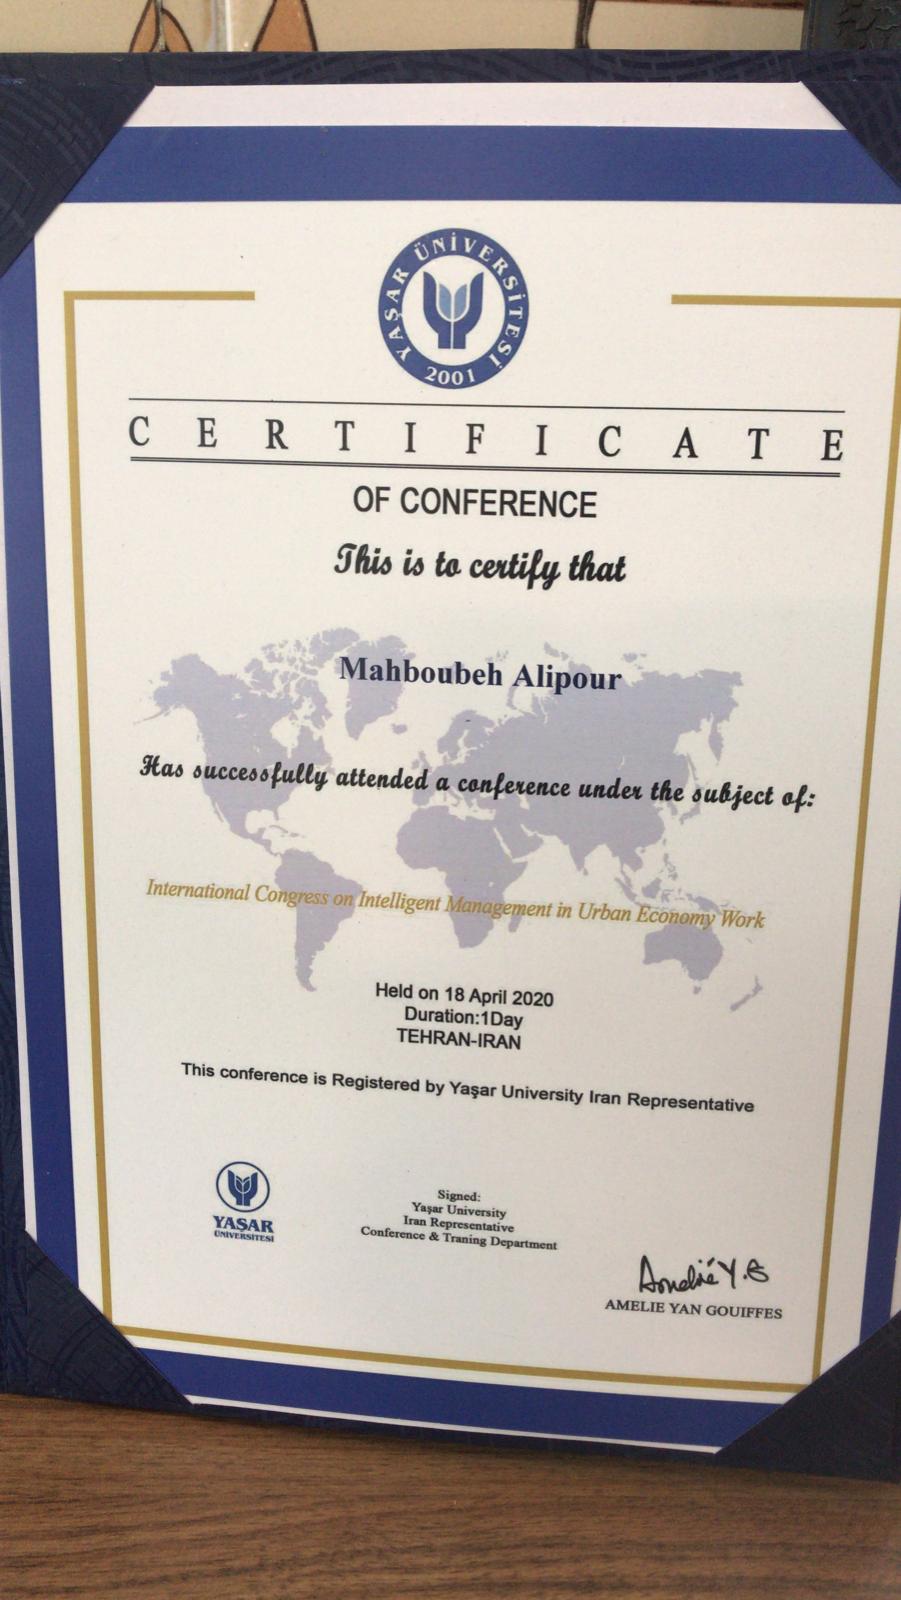 YAŞAR ÜNİVERSİTESİ
2001
CERTIFICATE
OF CONFERENCE
This is to certify that
Mahboubeh Alipour
Has successfully attended a conference under the subject of:
International Congress on Intelligent Management in Urban Economy Work
Held on 18 April 2020
Duration:1Day
TEHRAN-IRAN
This conference is Registered by Yaşar University Iran Representative
YAŞAR
ÜNİVERSİTESİ
Signed:
Yaşar University
Iran Representative
Conference & Traning Department
Amelié Y.G
AMELIE YAN GOUIFFES